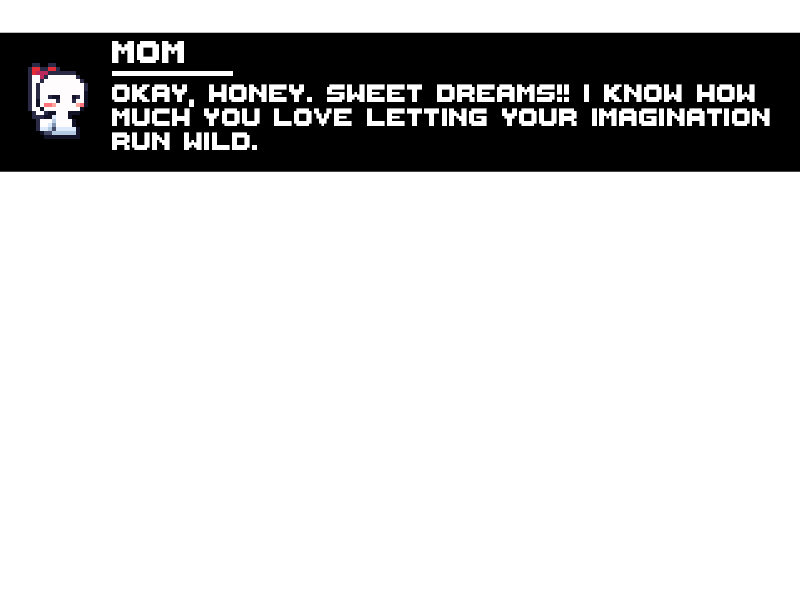 MOM
OKAY, HONEY. SWEET DREAMS!! I KNOW HOW
MUCH YOU LOVE LETTING YOUR IMAGINATION
RUN WILD.